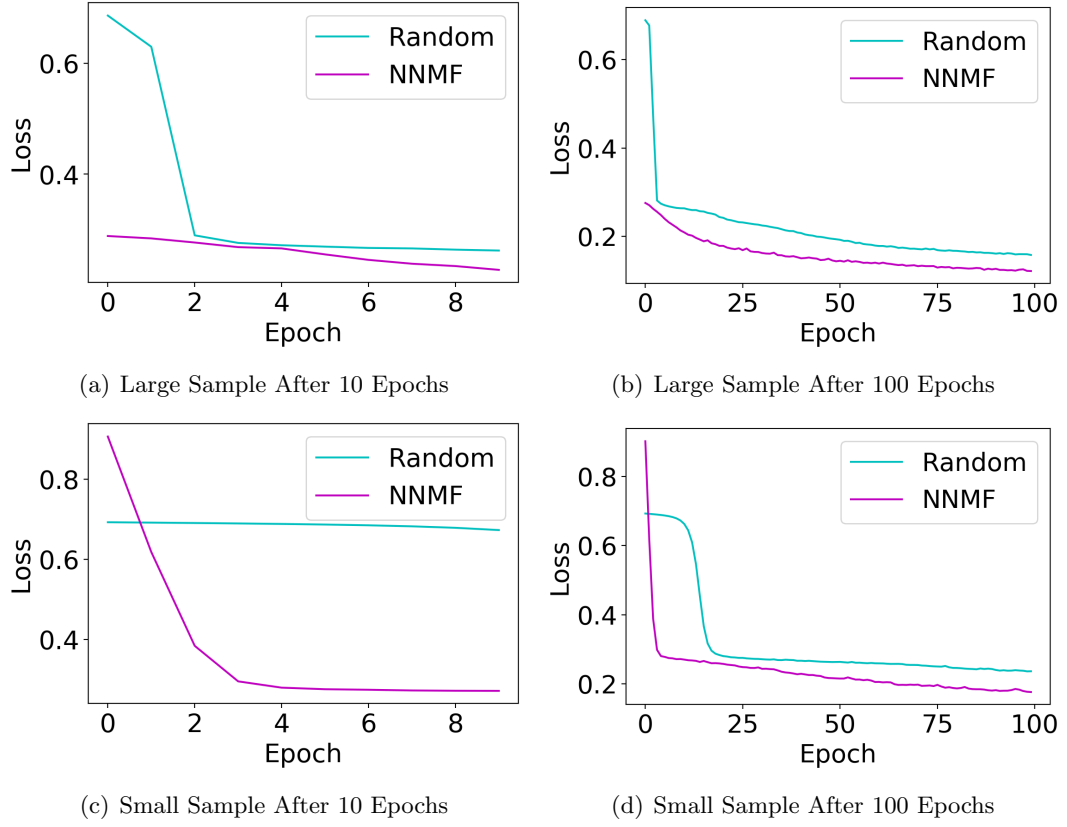 Random
NNMF
0.6
0.4
Loss
0 2 4 6 8
Epoch
(a) Large Sample After 10 Epochs
Random
NNMF
0.6
0.4
0.2
Loss
0 25 50 75 100
Epoch
(b) Large Sample After 100 Epochs
Random
NNMF
0.8
0.6
0.4
Loss
0 2 4 6 8
Epoch
(c) Small Sample After 10 Epochs
Random
NNMF
0.8
0.6
0.4
0.2
Loss
0 25 50 75 100
Epoch
(d) Small Sample After 100 Epochs